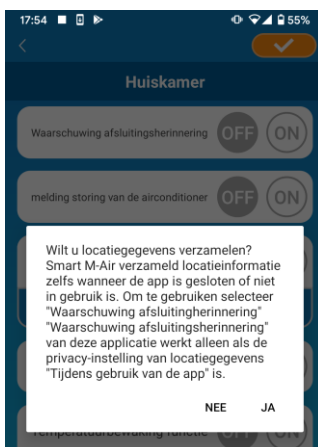 17:54
55%
Huiskamer
Waarschuwing afsluitingsherinnering OFF ON
melding storing van de airconditioner OFF ON
Wilt u locatiegegevens verzamelen?
Smart M-Air verzameld locatieinformatie
zelfs wanneer de app is gesloten of niet
in gebruik is. Om te gebruiken selecteer
"Waarschuwing afsluitingherinnering"
"Waarschuwing afsluitingsherinnering"
van deze applicatie werkt alleen als de
privacy-instelling van locatiegegevens
"Tijdens gebruik van de app" is.
NEE JA
Temperatuurbewaking functie